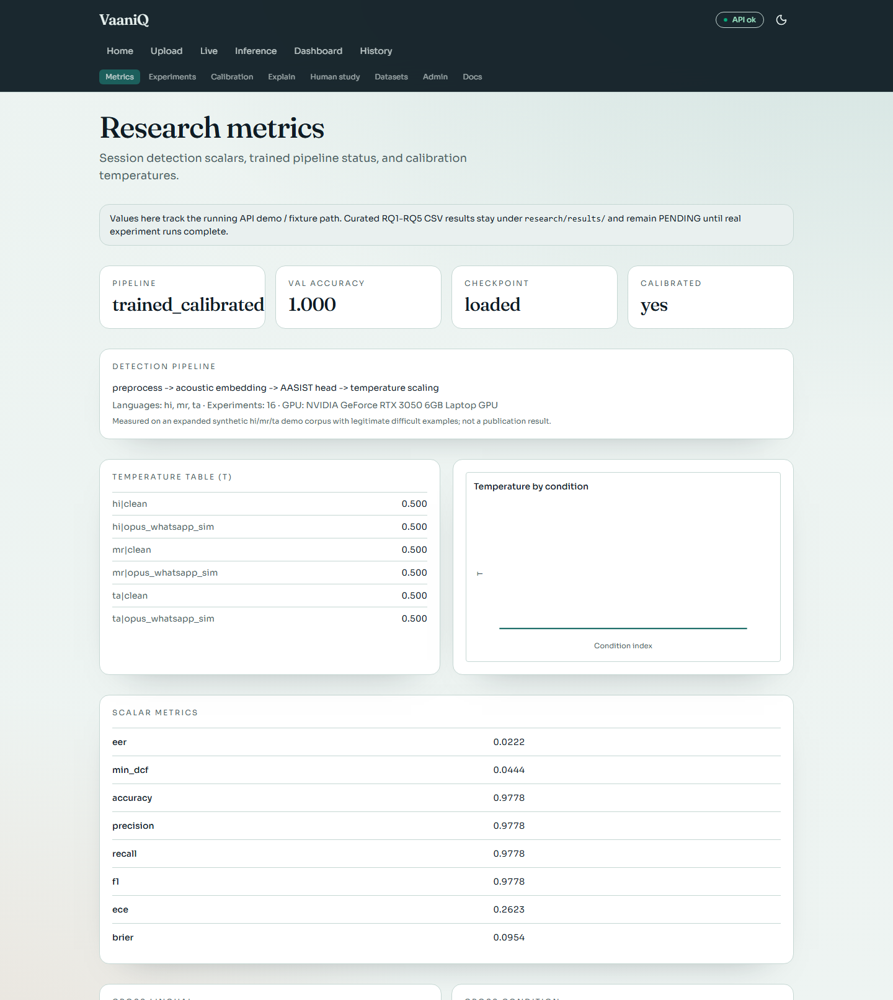 VaaniQ
API ok
Home Upload Live Inference Dashboard History
Metrics Experiments Calibration Explain Human study Datasets Admin Docs
Research metrics
Session detection scalars, trained pipeline status, and calibration
temperatures.
Values here track the running API demo / fixture path. Curated RQ1-RQ5 CSV results stay under research/results/ and remain PENDING until real
experiment runs complete.
PIPELINE
trained_calibrated
VAL ACCURACY
1.000
CHECKPOINT
loaded
CALIBRATED
yes
DETECTION PIPELINE
preprocess -> acoustic embedding -> AASIST head -> temperature scaling
Languages: hi, mr, ta · Experiments: 16 · GPU: NVIDIA GeForce RTX 3050 6GB Laptop GPU
Measured on an expanded synthetic hi/mr/ta demo corpus with legitimate difficult examples; not a publication result.
TEMPERATURE TABLE (T)
hi|clean 0.500
hi|opus_whatsapp_sim 0.500
mr|clean 0.500
mr|opus_whatsapp_sim 0.500
ta|clean 0.500
ta|opus_whatsapp_sim 0.500
Temperature by condition
T
Condition index
SCALAR METRICS
eer 0.0222
min_dcf 0.0444
accuracy 0.9778
precision 0.9778
recall 0.9778
f1 0.9778
ece 0.2623
brier 0.0954